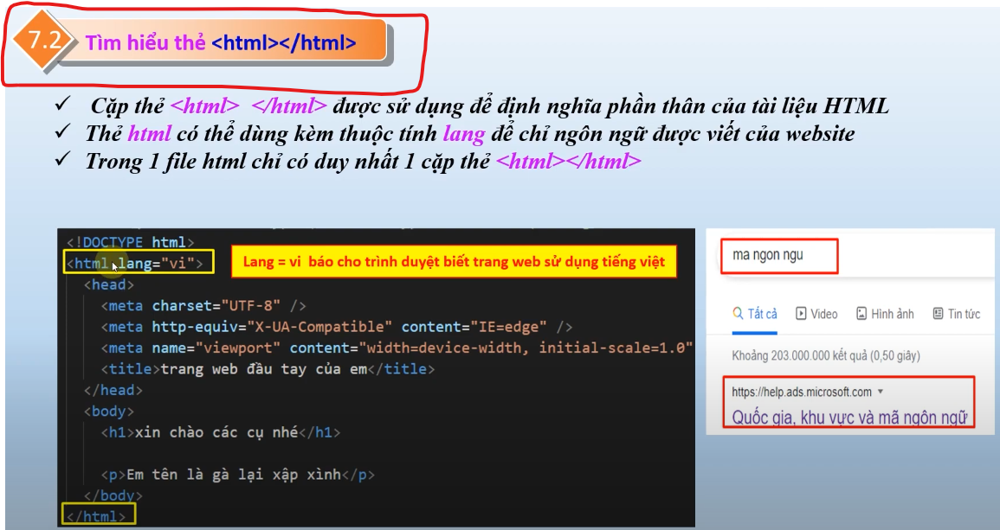 7.2
Tìm hiểu thẻ <html></html>
✓ Cặp thẻ <html> </html> được sử dụng để định nghĩa phần thân của tài liệu HTML
✓ Thẻ html có thể dùng kèm thuộc tính lang để chỉ ngôn ngữ được viết của website
✓ Trong 1 file html chỉ có duy nhất 1 cặp thẻ <html></html>
<!DOCTYPE html>
<html lang="vi">
Lang = vi báo cho trình duyệt biết trang web sử dụng tiếng việt
<head>
<meta charset="UTF-8" />
<meta http-equiv="X-UA-Compatible" content="IE=edge" />
<meta name="viewport" content="width=device-width, initial-scale=1.0"
<title>trang web đầu tay của em</title>
</head>
<body>
<h1>xin chào các cụ nhé</h1>
<p>Em tên là gà lại xập xình</p>
</body>
</html>
ma ngon ngu
Tất cả
Video
Hình ảnh
Tin tức
Khoảng 203.000.000 kết quả (0,50 giây)
https://help.ads.microsoft.com
Quốc gia, khu vực và mã ngôn ngữ